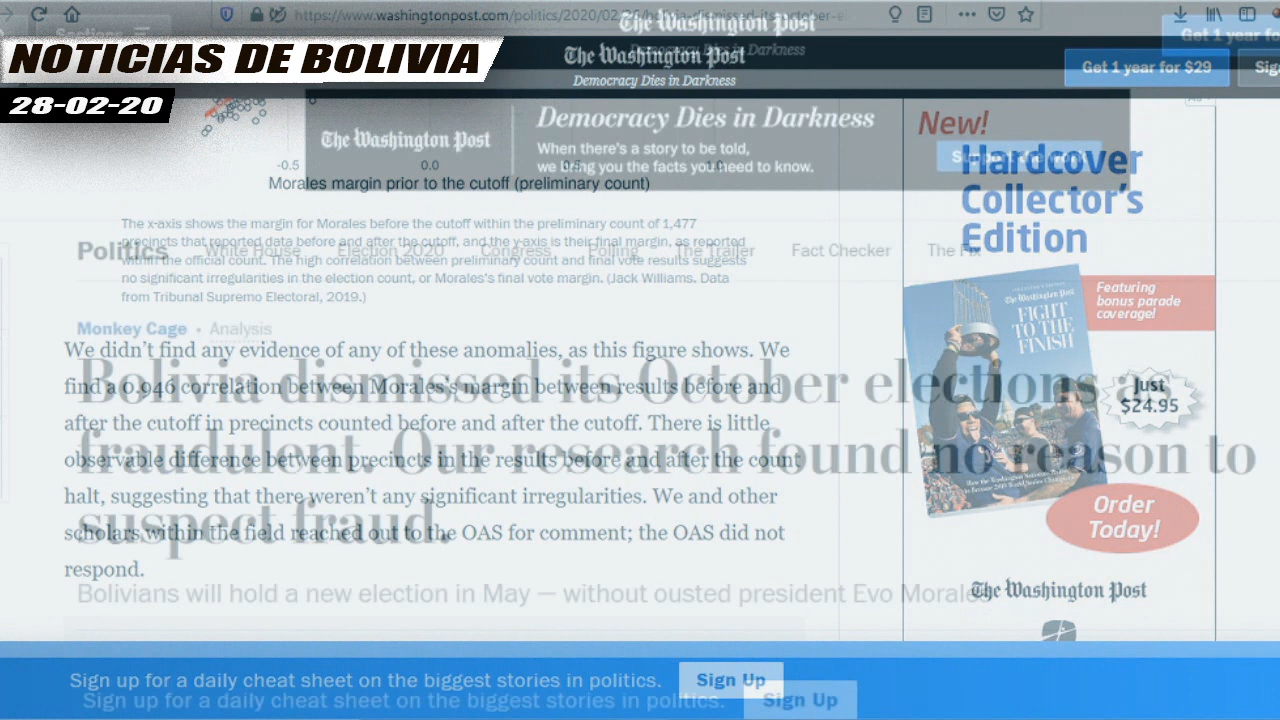 https://www.washingtonpost.com/politics/2020/02
The Washington Post
Sections
Get 1 year for
NOTICIAS DE BOLIVIA
The Washington Post
Democracy Dies in Darkness
Democracy Dies in Darkness
Get 1 year for $29
28-02-20
The Washington Post
Democracy Dies in Darkness
When there's a story to be told,
we bring you the facts you need to know.
-0.5
0.0
Morales margin prior to the cutoff (preliminary count)
The x-axis shows the margin for Morales before the cutoff within the preliminary count of 1,477
precincts that reported data before and after the cutoff, and the y-axis is their final margin, as reported
within the official count. The high correlation between preliminary count and final vote results suggests
no significant irregularities in the election count, or Morales's final vote margin. (Jack Williams. Data
from Tribunal Supremo Electoral, 2019.)
Politics
White House
Election 2020
Congress
Polling
The Trailer
Fact Checker
The Fix
Monkey Cage • Analysis
We didn't find any evidence of any of these anomalies, as this figure shows. We
find a 0.946 correlation between Morales's margin between results before and
after the cutoff in precincts counted before and after the cutoff. There is little
observable difference between precincts in the results before and after the count
halt, suggesting that there weren't any significant irregularities. We and other
scholars within the field reached out to the OAS for comment; the OAS did not
respond.
Bolivia dismissed its October elections as
fraudulent. Our research found no reason to
suspect fraud.
Bolivians will hold a new election in May — without ousted president Evo Morales
New!
Hardcover
Collector's
Edition
Featuring
bonus parade
coverage!
The Washington Post
FIGHT
TO THE
FINISH
Just
$24.95
Order
Today!
The Washington Post
Sign up for a daily cheat sheet on the biggest stories in politics.
Sign Up
Sign up for a daily cheat sheet on the biggest stories in politics.
Sign Up